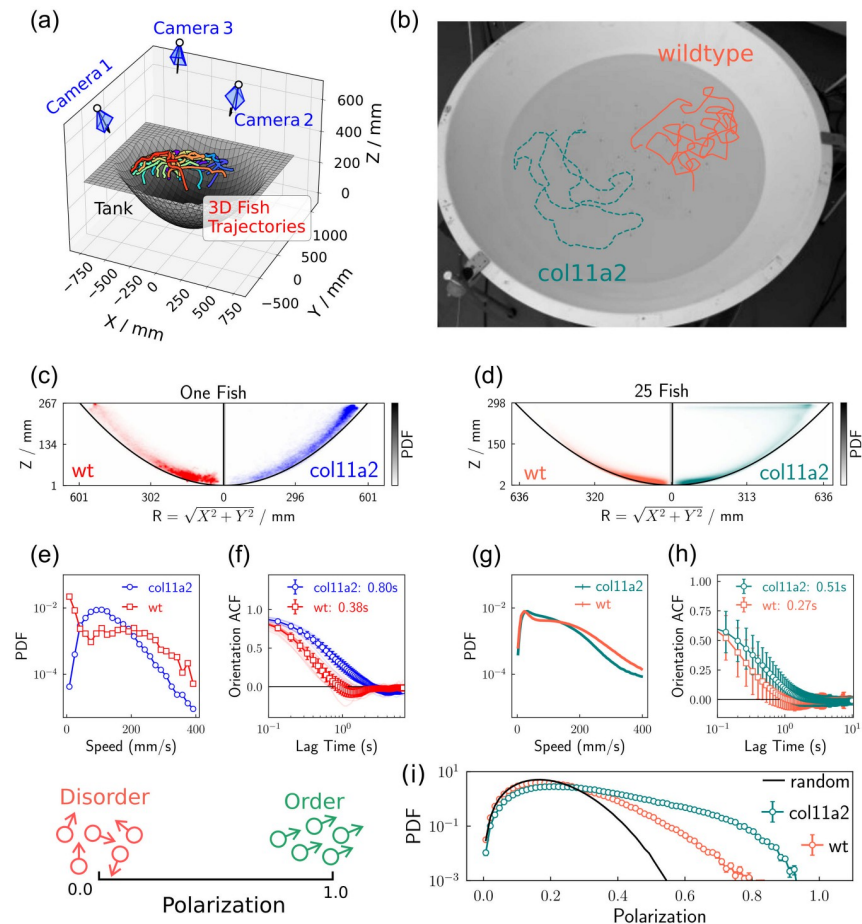 (a)
Camera 3
Camera 1
Camera 2
Tank
3D Fish
Trajectories
Z / mm
600
400
200
0
X / mm
−750
−500
−250
0
250
500
750
Y / mm
1000
500
0
−500
(b)
wildtype
col11a2
(c)
One Fish
Z / mm
267
134
1
wt
col11a2
PDF
601 302 0 296 601
R = √X² + Y² / mm
(d)
25 Fish
Z / mm
298
150
2
wt
col11a2
PDF
636 320 0 313 636
R = √X² + Y² / mm
(e)
PDF
10⁻²
10⁻⁴
col11a2
wt
0 200 400
Speed (mm/s)
(f)
Orientation ACF
1.0
0.5
0.0
col11a2: 0.80s
wt: 0.38s
10⁻¹ 10⁰
Lag Time (s)
(g)
PDF
10⁻²
10⁻⁴
col11a2
wt
0 200 400
Speed (mm/s)
(h)
Orientation ACF
1.00
0.75
0.50
0.25
0.00
col11a2: 0.51s
wt: 0.27s
10⁻¹ 10⁰ 10¹
Lag Time (s)
Disorder
Order
0.0
1.0
Polarization
(i)
PDF
10¹
10⁻¹
10⁻³
random
col11a2
wt
0.0 0.2 0.4 0.6 0.8 1.0
Polarization